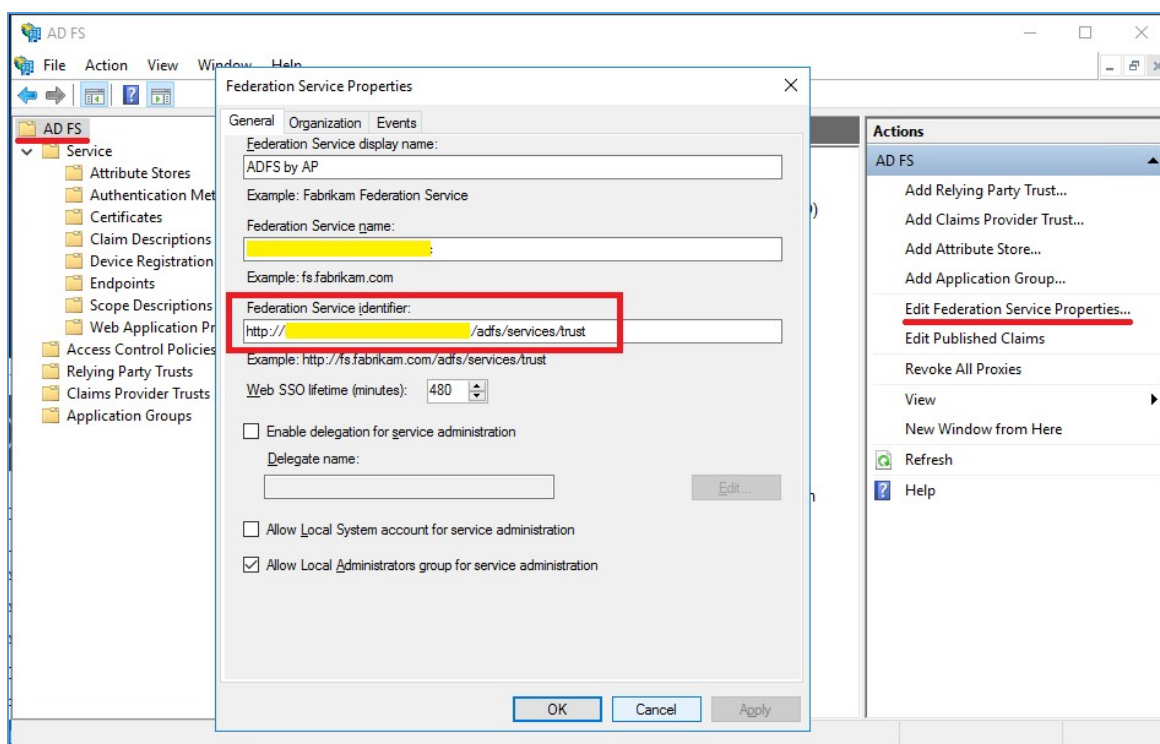 AD FS
File Action View Window Help
AD FS
Service
Attribute Stores
Authentication Met
Certificates
Claim Descriptions
Device Registration
Endpoints
Scope Descriptions
Web Application Pr
Access Control Policies
Relying Party Trusts
Claims Provider Trusts
Application Groups
Federation Service Properties
General Organization Events
Federation Service display name:
ADFS by AP
Example: Fabrikam Federation Service
Federation Service name:
Example: fs.fabrikam.com
Federation Service identifier:
http:// /adfs/services/trust
Example: http://fs.fabrikam.com/adfs/services/trust
Web SSO lifetime (minutes): 480
Enable delegation for service administration
Delegate name:
Edit...
Allow Local System account for service administration
Allow Local Administrators group for service administration
OK Cancel Apply
Actions
AD FS
Add Relying Party Trust...
Add Claims Provider Trust...
Add Attribute Store...
Add Application Group...
Edit Federation Service Properties...
Edit Published Claims
Revoke All Proxies
View
New Window from Here
Refresh
Help